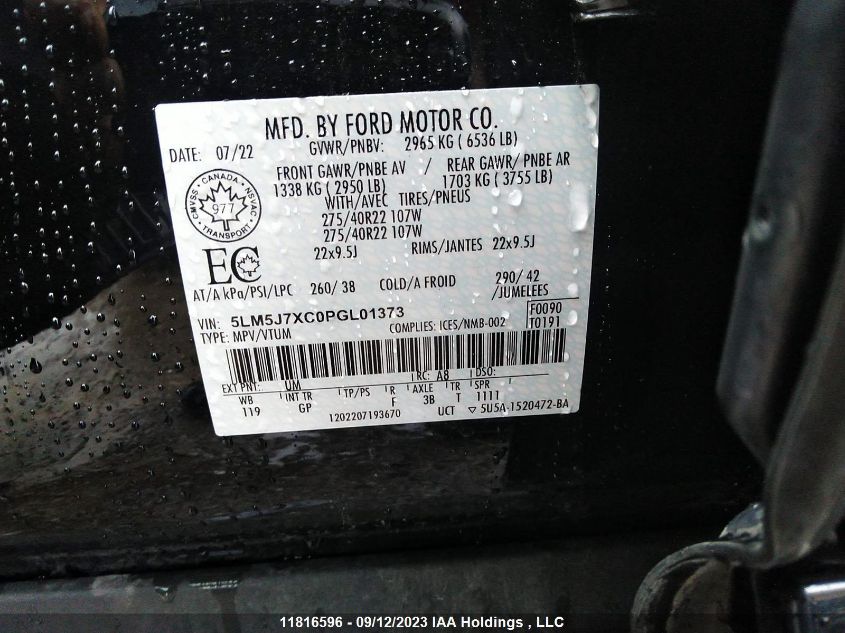 MFD. BY FORD MOTOR CO.
DATE: 07/22 GVWR/PNBV: 2965 KG ( 6536 LB)
FRONT GAWR/PNBE AV / REAR GAWR/ PNBE AR
1338 KG ( 2950 LB) 1703 KG ( 3755 LB)
WITH/AVEC TIRES/PNEUS
275/40R22 107W
275/40R22 107W
22x9.5J RIMS/JANTES 22x9.5J
CMVSS · CANADA · NSVAC · TRANSPORT ·
977
EC
AT/A kPa/PSI/LPC 260/ 38 COLD/A FROID 290/ 42
/JUMELEES
VIN: 5LM5J7XC0PGL01373 F0090
TYPE: MPV/VTUM COMPLIES: ICES/NMB-002 T0191
EXT PNT: UM RC: A8 DSO:
WB INT TR TP/PS R AXLE TR SPR
119 GP F 3B T 1111
1202207193670 UCT ▽ 5U5A-1520472-BA
11816596 - 09/12/2023 IAA Holdings , LLC